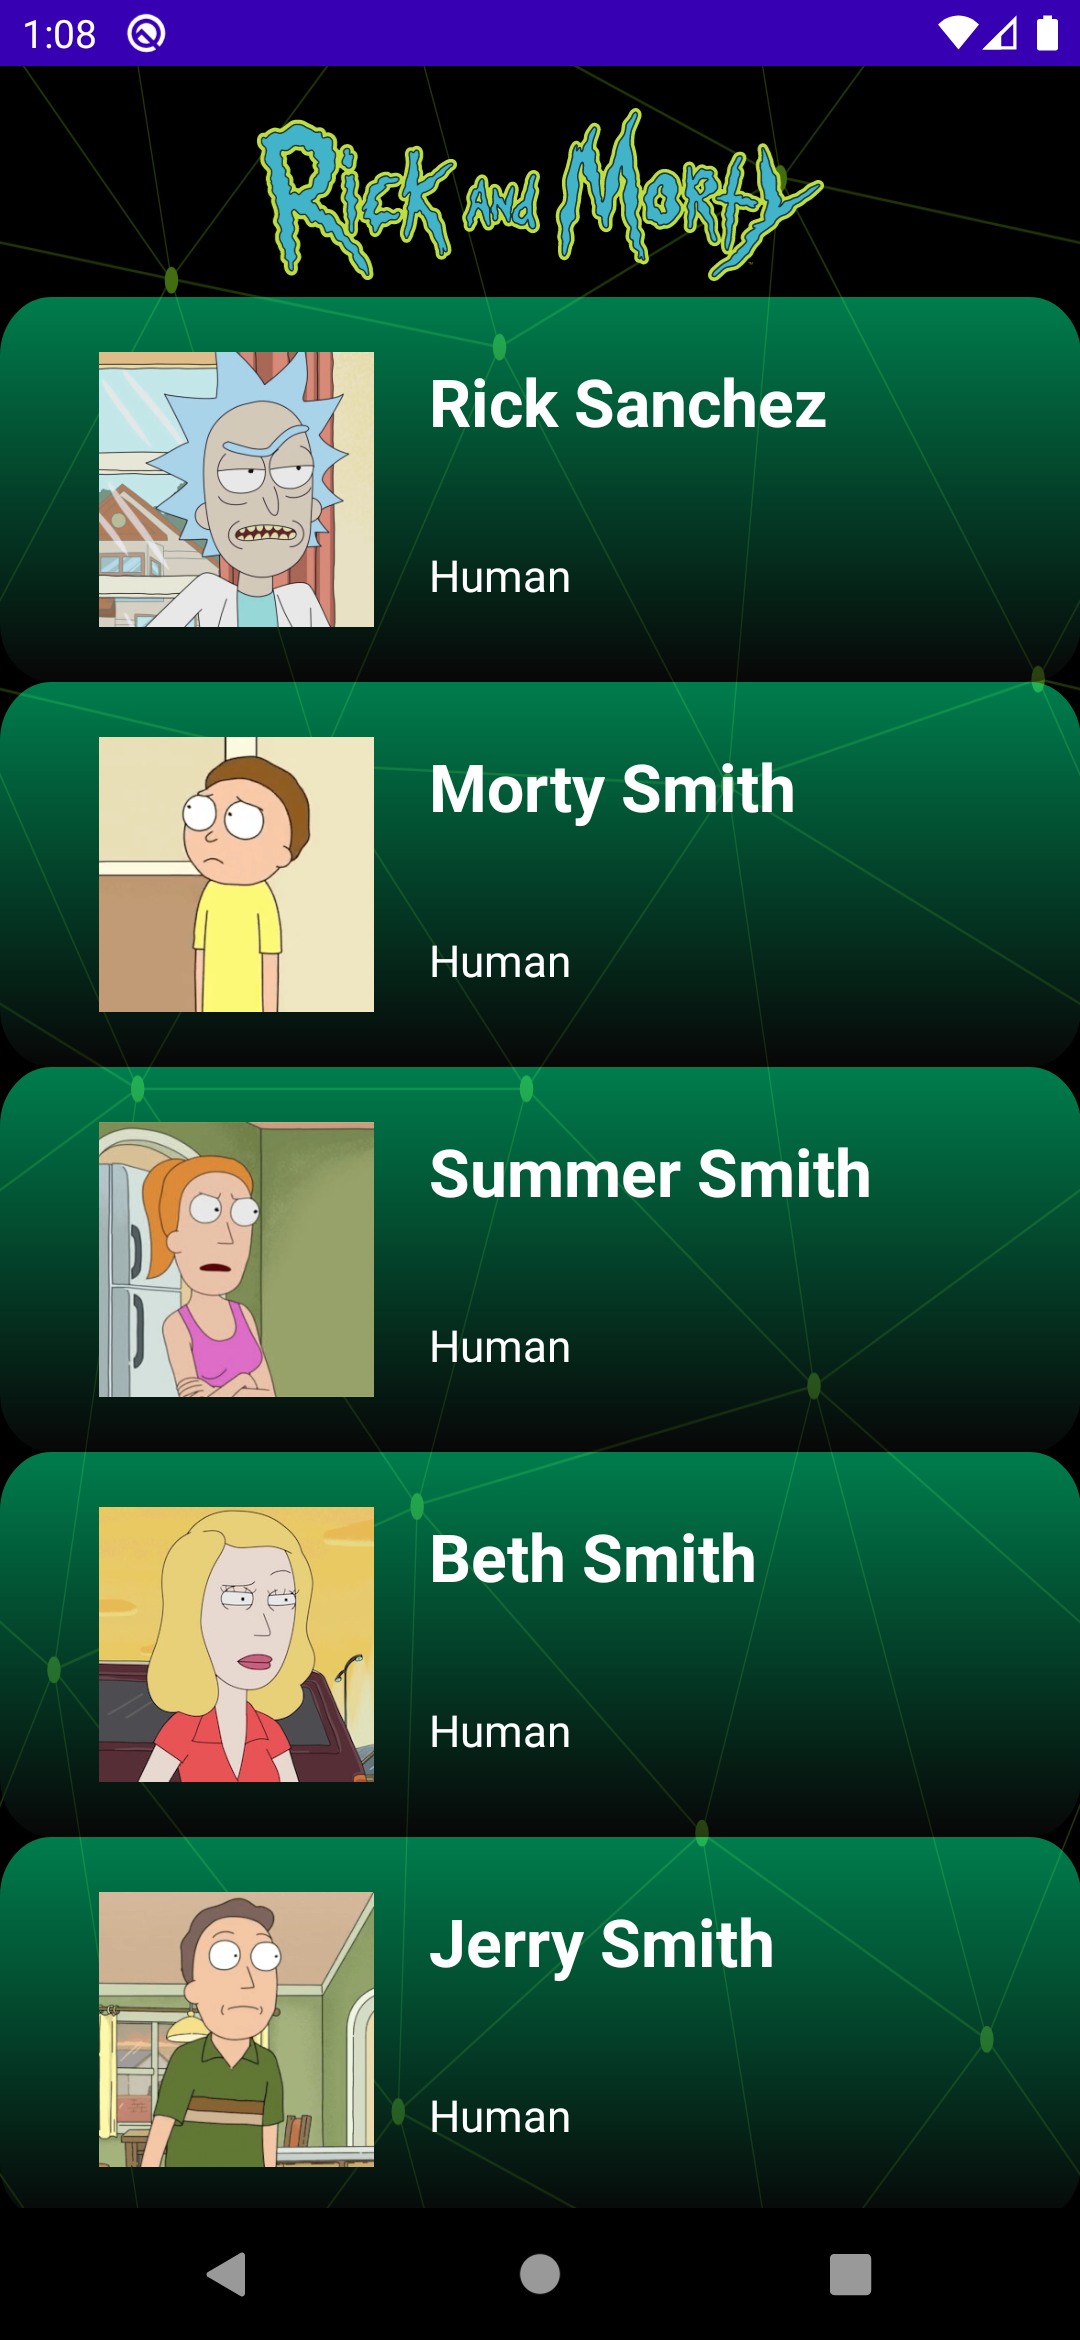 1:08
Rick and Morty
Rick Sanchez
Human
Morty Smith
Human
Summer Smith
Human
Beth Smith
Human
Jerry Smith
Human